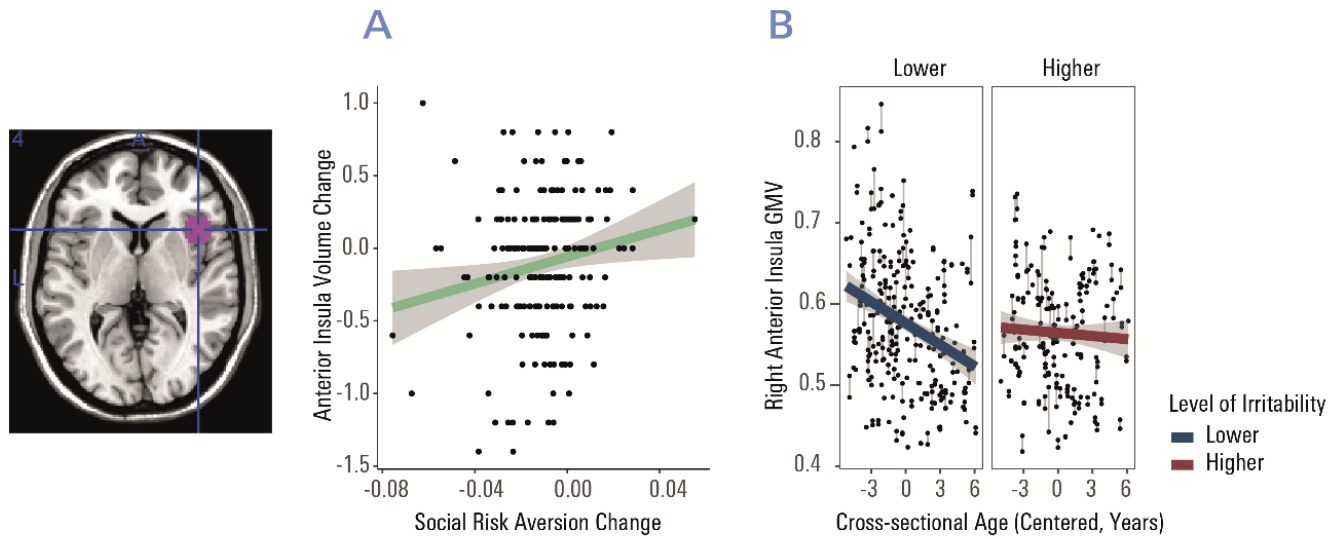 A
B
4
A
L
Anterior Insula Volume Change
1.0
0.5
0.0
-0.5
-1.0
-1.5
-0.08
-0.04
0.00
0.04
Social Risk Aversion Change
Lower
Higher
Right Anterior Insula GMV
0.8
0.7
0.6
0.5
0.4
-3
0
3
6
-3
0
3
6
Cross-sectional Age (Centered, Years)
Level of Irritability
Lower
Higher